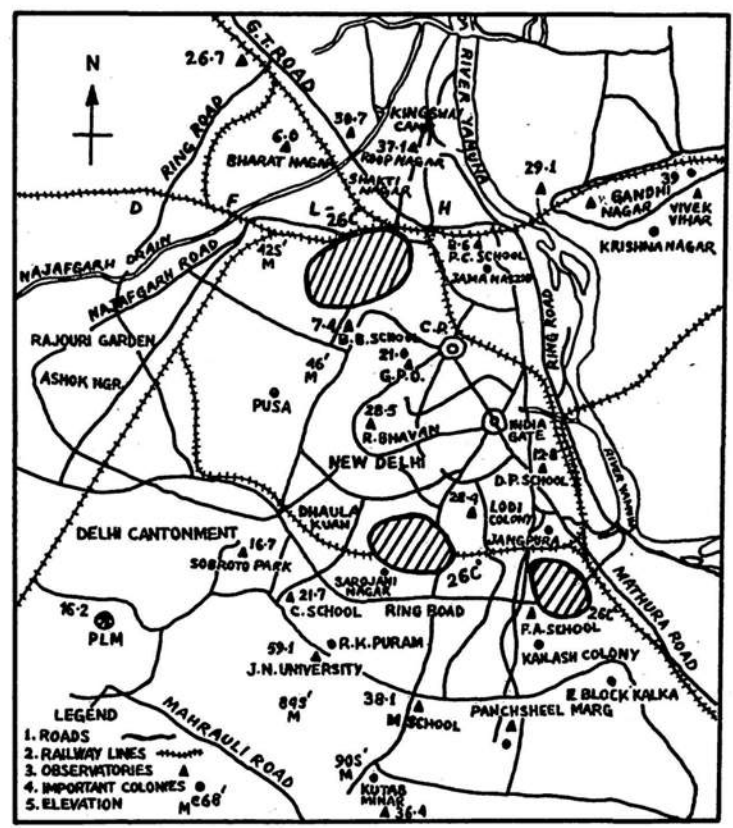 G.T. ROAD
26.7
N
RING ROAD
RIVER YAMUNA
38.7
KINGSWAY
CAMP
6.0
BHARAT NAGAR
37.1
ROOP NAGAR
SHAKTI
NAGAR
29.1
39
GANDHI
NAGAR
VIVEK
VIHAR
KRISHNA NAGAR
D
F
L
26C
H
NAJAFGARH DRAIN
NAJAFGARH ROAD
425'
M
8.64
P.C. SCHOOL
JAMA MASZID
RING ROAD
RAJOURI GARDEN
ASHOK NGR.
7.4
B.B. SCHOOL
C.P.
46'
M
21.0
G.P.O.
PUSA
28.5
R. BHAVAN
INDIA
GATE
NEW DELHI
12.8
D.P. SCHOOL
RIVER YAMUNA
DHAULA
KUAN
LODI
COLONY
DELHI CANTONMENT
JANGPURA
16.7
SOBROTO PARK
SAROJANI
NAGAR
26C°
MATHURA ROAD
16.2
PLM
21.7
C. SCHOOL
RING ROAD
26C
F.A. SCHOOL
59.1
R.K. PURAM
KAILASH COLONY
J.N. UNIVERSITY
M
38.1
M. SCHOOL
E BLOCK KALKA
PANCHSHEEL MARG
MAHRAULI ROAD
905'
M
KUTAB
MINAR
36.4
LEGEND
1. ROADS
2. RAILWAY LINES
3. OBSERVATORIES
4. IMPORTANT COLONIES
5. ELEVATION